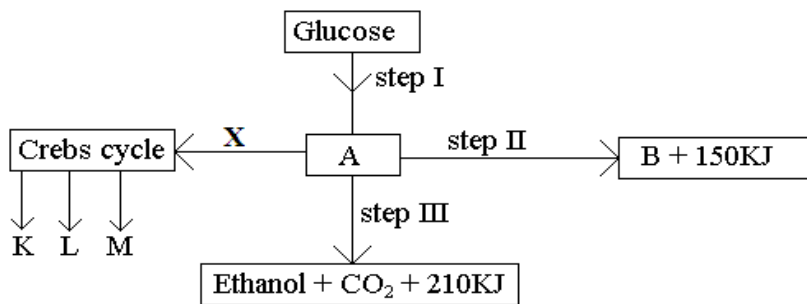 Glucose
step I
X
Crebs cycle
A
step II
B + 150KJ
step III
K L M
Ethanol + CO₂ + 210KJ